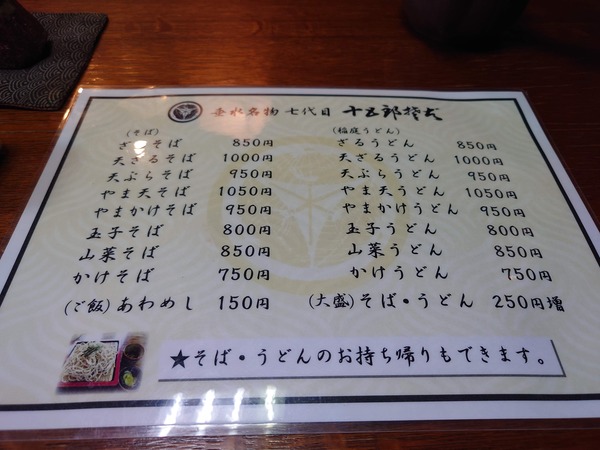 垂水名物 七代目 十五郎そば
(そば)
ざるそば 850円
天ざるそば 1000円
天ぷらそば 950円
やま天そば 1050円
やまかけそば 950円
玉子そば 800円
山菜そば 850円
かけそば 750円
(ご飯)あわめし 150円
(稲庭うどん)
ざるうどん 850円
天ざるうどん 1000円
天ぷらうどん 950円
やま天うどん 1050円
やまかけうどん 950円
玉子うどん 800円
山菜うどん 850円
かけうどん 750円
(大盛)そば・うどん 250円増
★そば・うどんのお持ち帰りもできます。